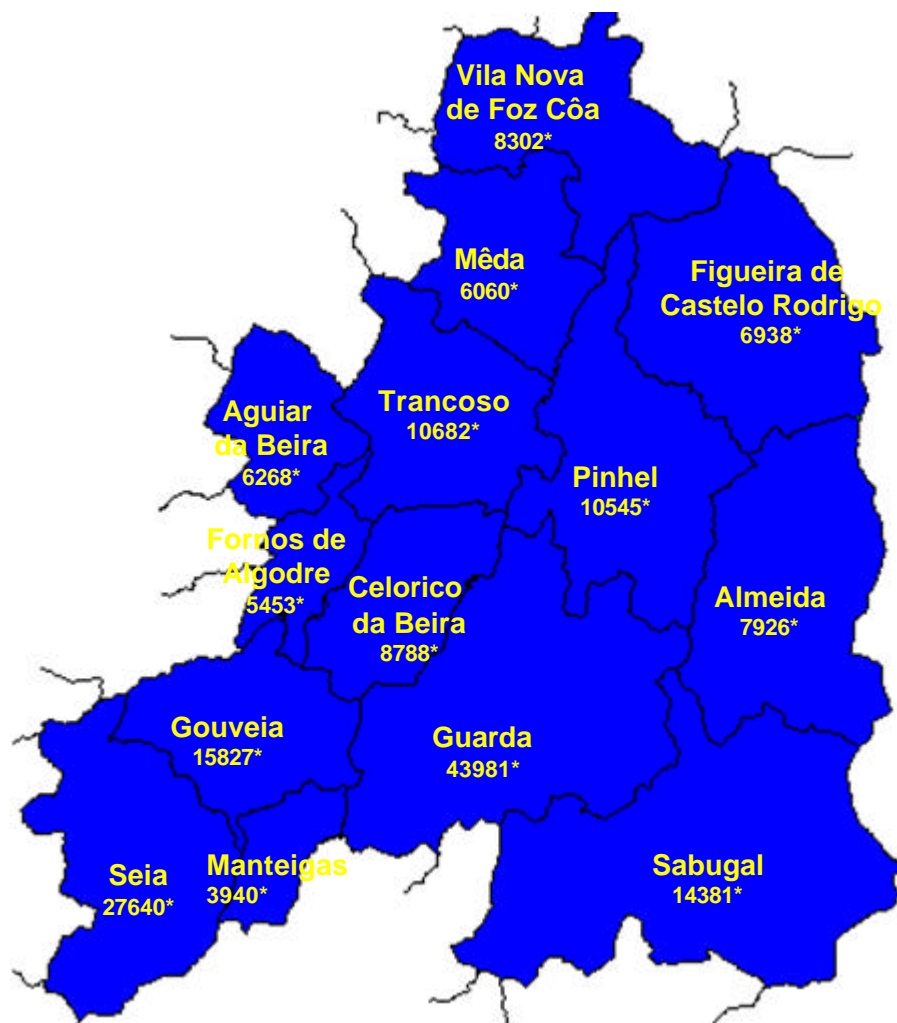 Vila Nova
de Foz Côa
8302*
Mêda
6060*
Figueira de
Castelo Rodrigo
6938*
Trancoso
10682*
Aguiar
da Beira
6268*
Pinhel
10545*
Fornos de
Algodre
5453*
Celorico
da Beira
8788*
Almeida
7926*
Gouveia
15827*
Guarda
43981*
Seia
27640*
Manteigas
3940*
Sabugal
14381*